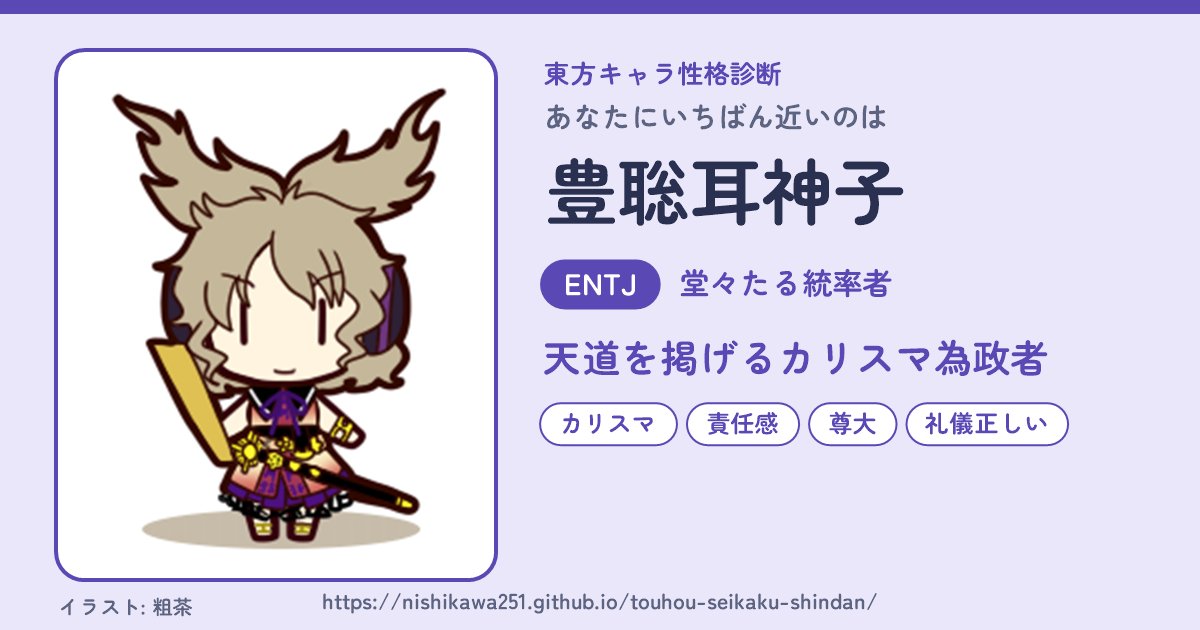 東方キャラ性格診断
あなたにいちばん近いのは
豊聡耳神子
ENTJ 堂々たる統率者
天道を掲げるカリスマ為政者
カリスマ 責任感 尊大 礼儀正しい
イラスト: 粗茶
https://nishikawa251.github.io/touhou-seikaku-shindan/